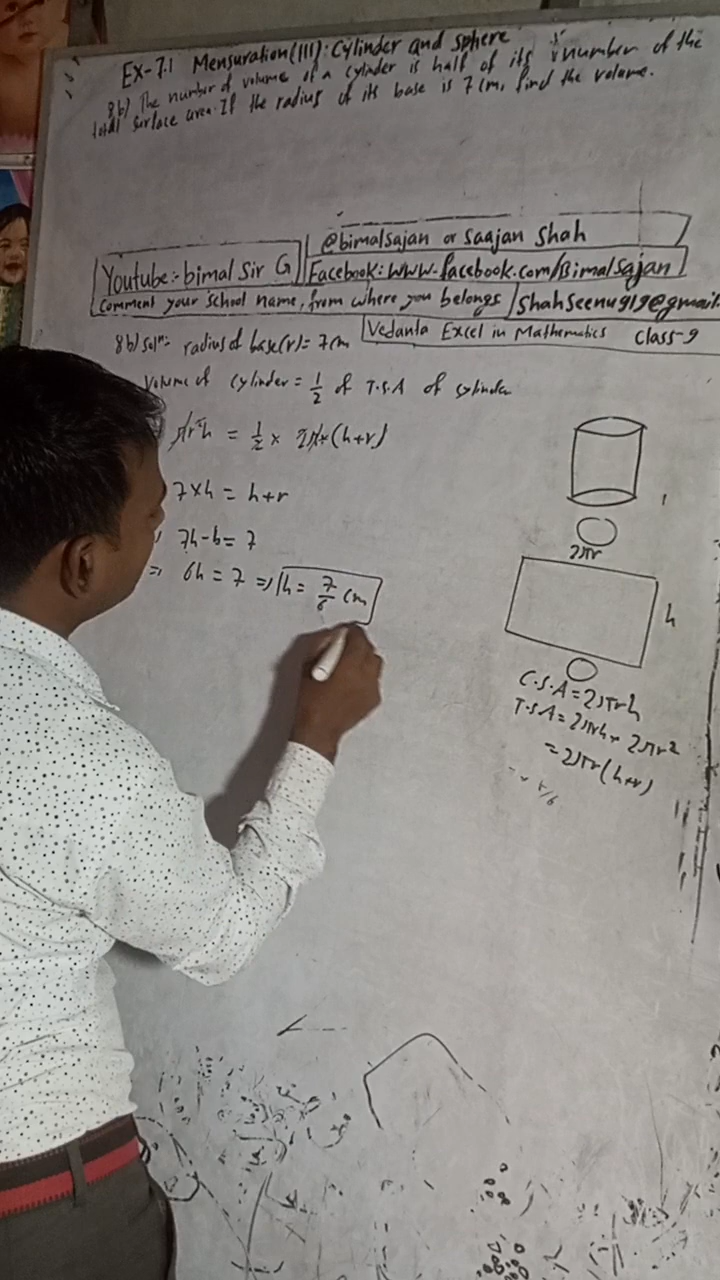 Ex-7.1 Mensuration (III): Cylinder and sphere
8b) The number of volume of a cylinder is half of its number of the
total surface area. If the radius of its base is 7 cm, find the volume.
@bimalsajan or Saajan Shah
Youtube:- bimal Sir G
Facebook: www.facebook.com/Bimalsajan
Comment your School name, from where you belongs / Shahseenu919@gmail.
Vedanta Excel in Mathematics Class-9
8b) Solⁿ:- radius of base(r) = 7cm
Volume of cylinder = 1/2 of T.S.A of cylinder
πr²h = 1/2 × 2πr(h+r)
7×h = h+r
7h-h = 7
⇒ 6h = 7 ⇒ h = 7/6 cm
2πr
h
C.S.A = 2πrh
T.S.A = 2πrh + 2πr²
= 2πr(h+r)